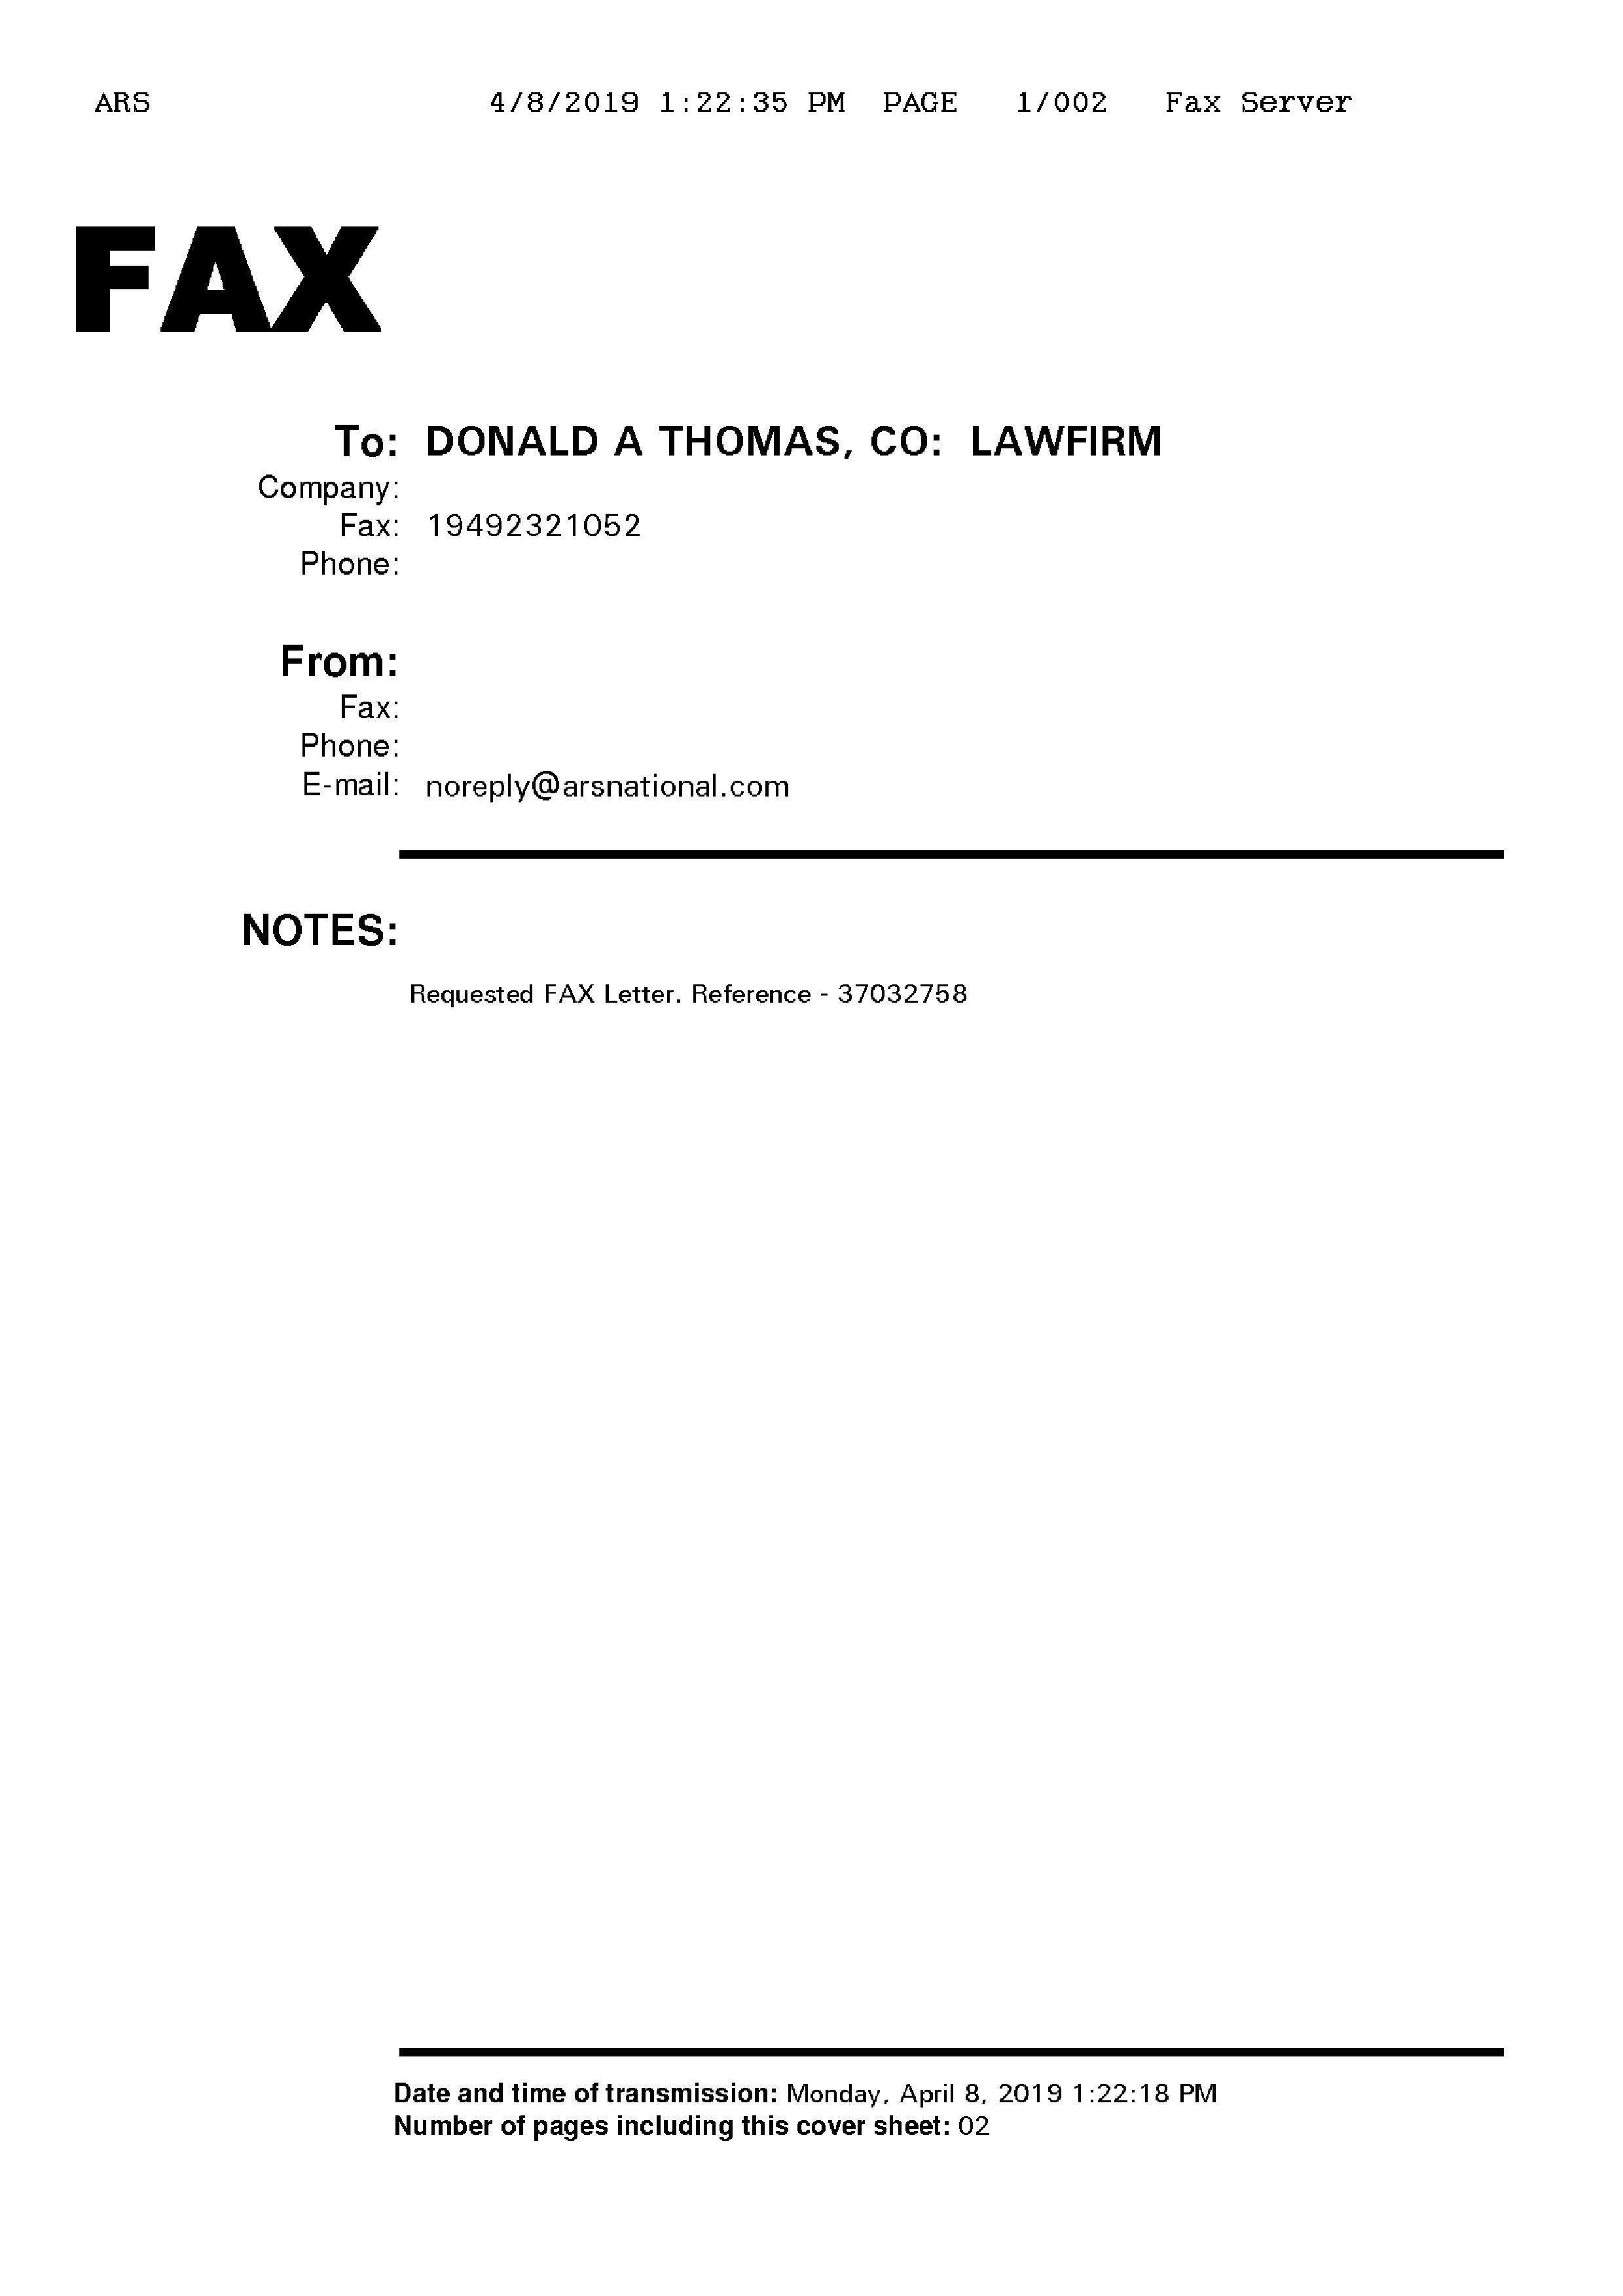 ARS 4/8/2019 1:22:35 PM PAGE 1/002 Fax Server
FAX
To: DONALD A THOMAS, CO: LAWFIRM
Company:
Fax: 19492321052
Phone:
From:
Fax:
Phone:
E-mail: noreply@arsnational.com
NOTES:
Requested FAX Letter. Reference - 37032758
Date and time of transmission: Monday, April 8, 2019 1:22:18 PM
Number of pages including this cover sheet: 02